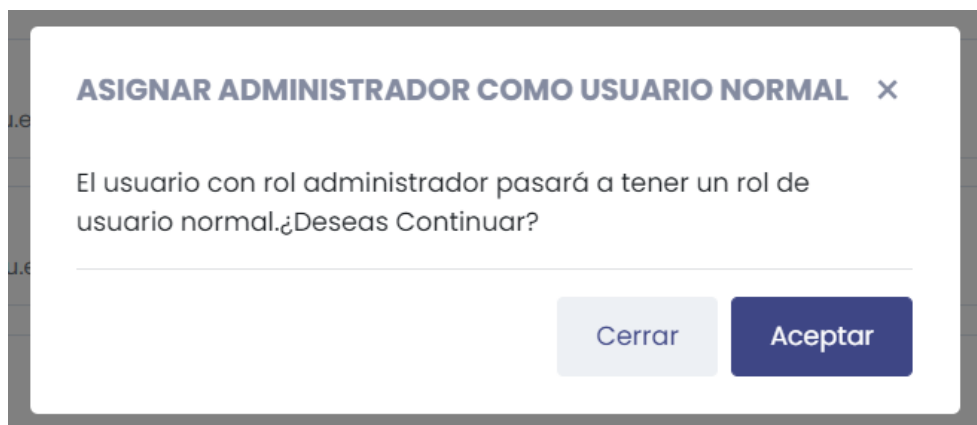 ASIGNAR ADMINISTRADOR COMO USUARIO NORMAL ×
El usuario con rol administrador pasará a tener un rol de
usuario normal.¿Deseas Continuar?
Cerrar
Aceptar